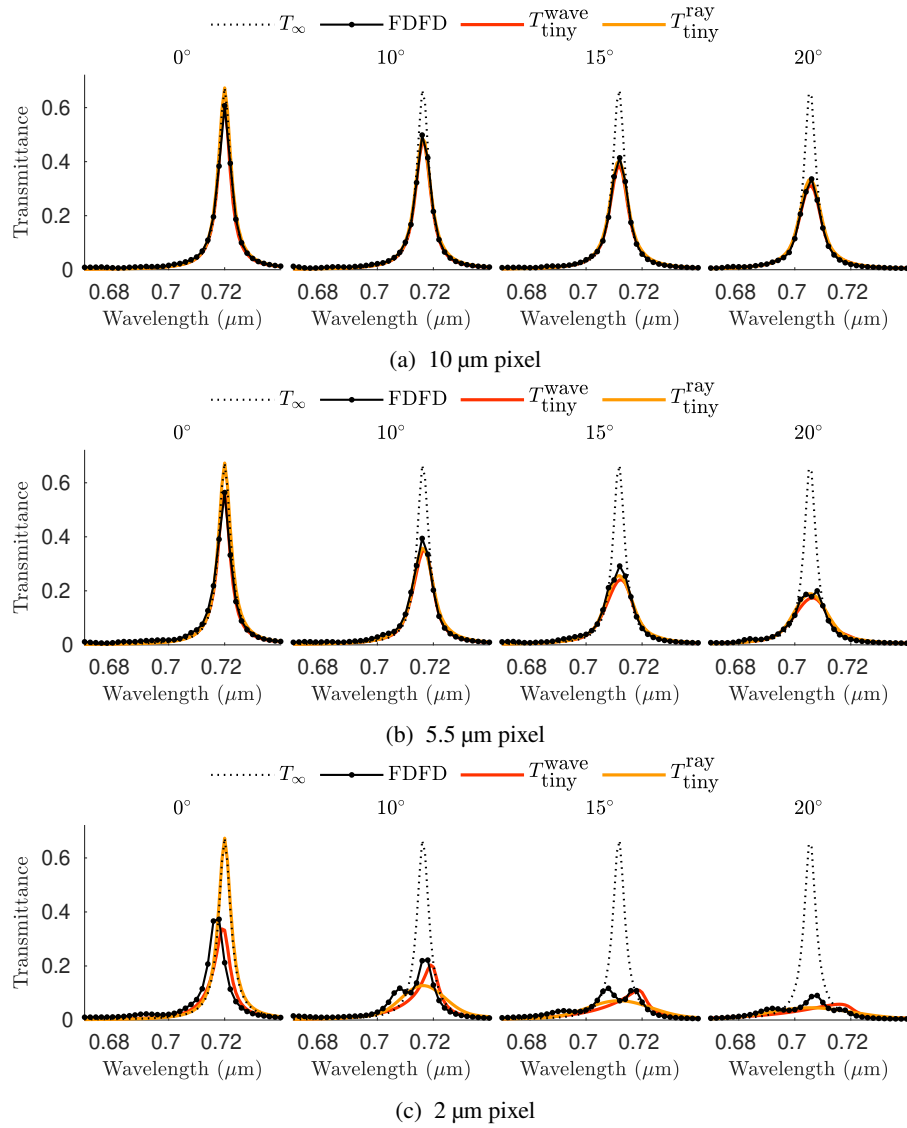 T∞ FDFD T_tiny^wave T_tiny^ray
0° 10° 15° 20°
0.6
0.4
0.2
0
Transmittance
0.68 0.7 0.72 0.68 0.7 0.72 0.68 0.7 0.72 0.68 0.7 0.72
Wavelength (μm) Wavelength (μm) Wavelength (μm) Wavelength (μm)
(a) 10 µm pixel
T∞ FDFD T_tiny^wave T_tiny^ray
0° 10° 15° 20°
0.6
0.4
0.2
0
Transmittance
0.68 0.7 0.72 0.68 0.7 0.72 0.68 0.7 0.72 0.68 0.7 0.72
Wavelength (μm) Wavelength (μm) Wavelength (μm) Wavelength (μm)
(b) 5.5 µm pixel
T∞ FDFD T_tiny^wave T_tiny^ray
0° 10° 15° 20°
0.6
0.4
0.2
0
Transmittance
0.68 0.7 0.72 0.68 0.7 0.72 0.68 0.7 0.72 0.68 0.7 0.72
Wavelength (μm) Wavelength (μm) Wavelength (μm) Wavelength (μm)
(c) 2 µm pixel